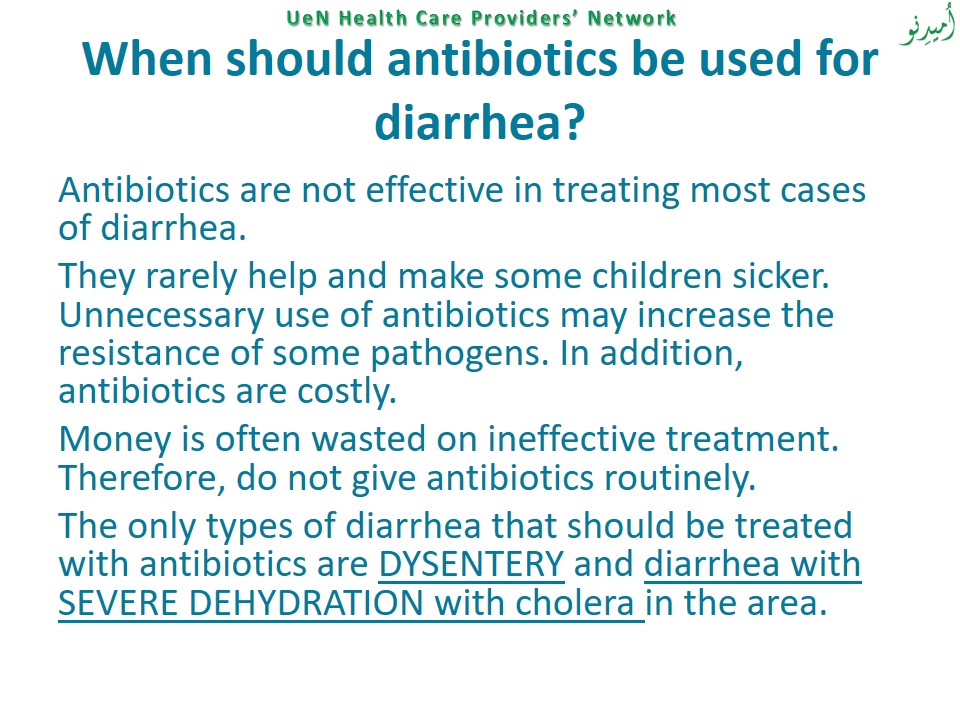 UeN Health Care Providers’ Network
اُمیدِنو
When should antibiotics be used for
diarrhea?
Antibiotics are not effective in treating most cases
of diarrhea.
They rarely help and make some children sicker.
Unnecessary use of antibiotics may increase the
resistance of some pathogens. In addition,
antibiotics are costly.
Money is often wasted on ineffective treatment.
Therefore, do not give antibiotics routinely.
The only types of diarrhea that should be treated
with antibiotics are DYSENTERY and diarrhea with
SEVERE DEHYDRATION with cholera in the area.